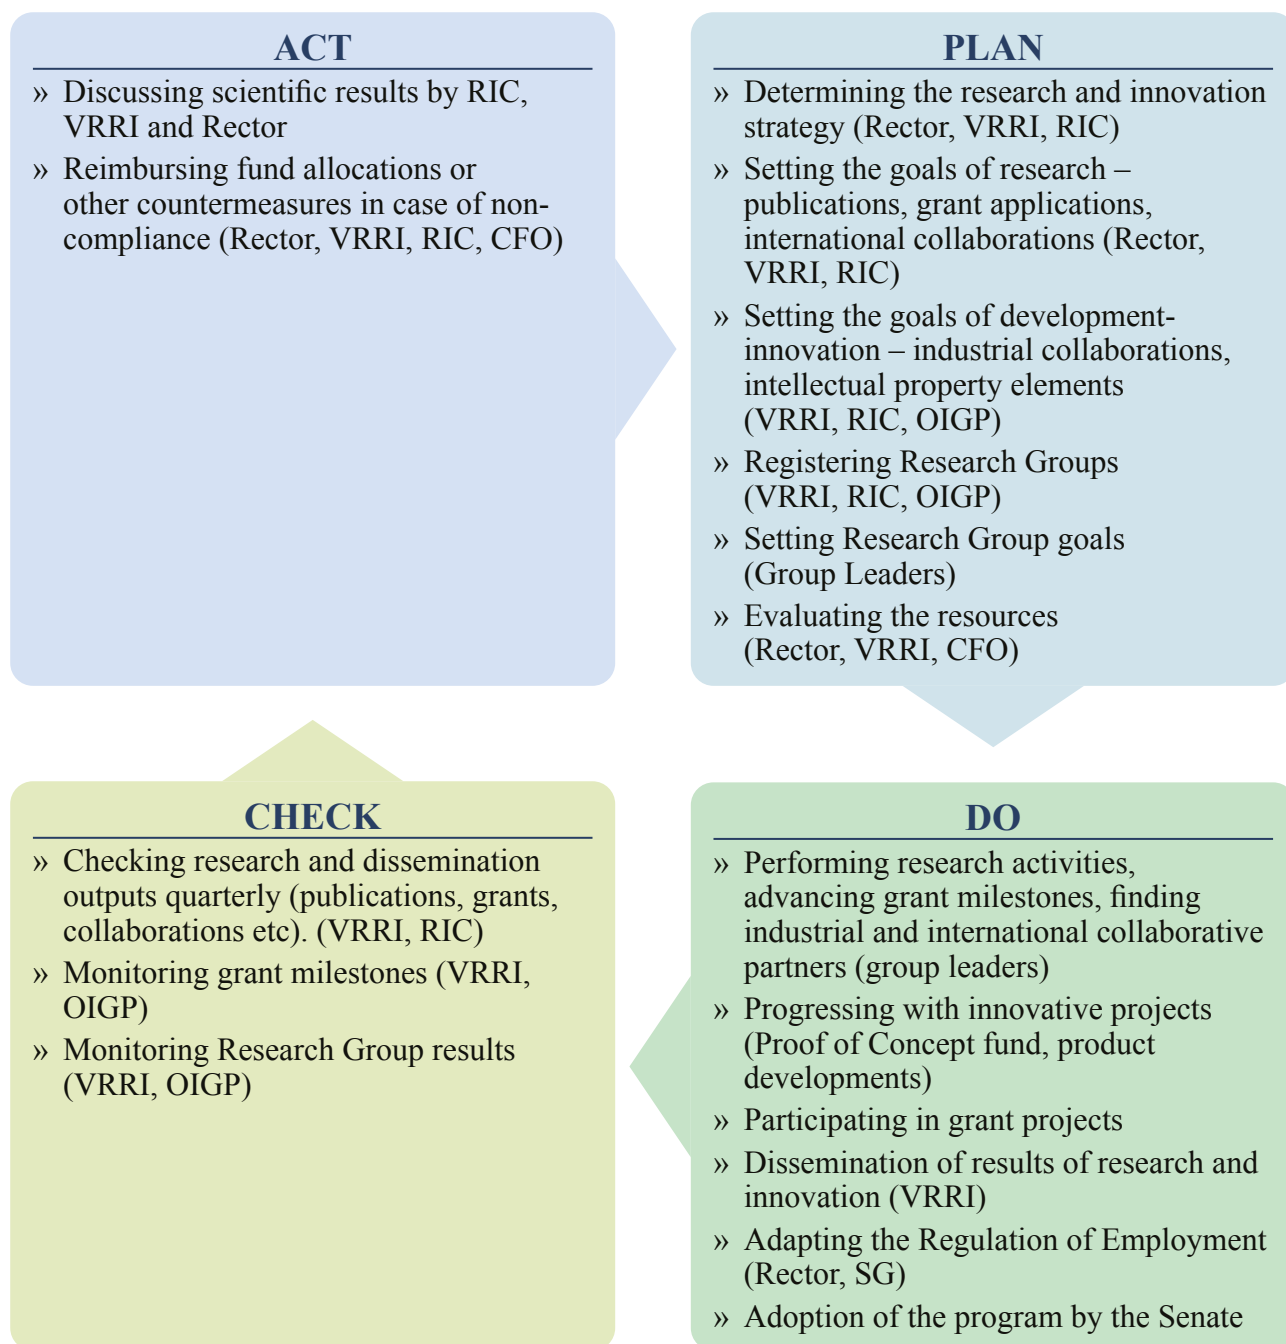 ACT
» Discussing scientific results by RIC,
VRRI and Rector
» Reimbursing fund allocations or
other countermeasures in case of non-
compliance (Rector, VRRI, RIC, CFO)
PLAN
» Determining the research and innovation
strategy (Rector, VRRI, RIC)
» Setting the goals of research –
publications, grant applications,
international collaborations (Rector,
VRRI, RIC)
» Setting the goals of development-
innovation – industrial collaborations,
intellectual property elements
(VRRI, RIC, OIGP)
» Registering Research Groups
(VRRI, RIC, OIGP)
» Setting Research Group goals
(Group Leaders)
» Evaluating the resources
(Rector, VRRI, CFO)
CHECK
» Checking research and dissemination
outputs quarterly (publications, grants,
collaborations etc). (VRRI, RIC)
» Monitoring grant milestones (VRRI,
OIGP)
» Monitoring Research Group results
(VRRI, OIGP)
DO
» Performing research activities,
advancing grant milestones, finding
industrial and international collaborative
partners (group leaders)
» Progressing with innovative projects
(Proof of Concept fund, product
developments)
» Participating in grant projects
» Dissemination of results of research and
innovation (VRRI)
» Adapting the Regulation of Employment
(Rector, SG)
» Adoption of the program by the Senate